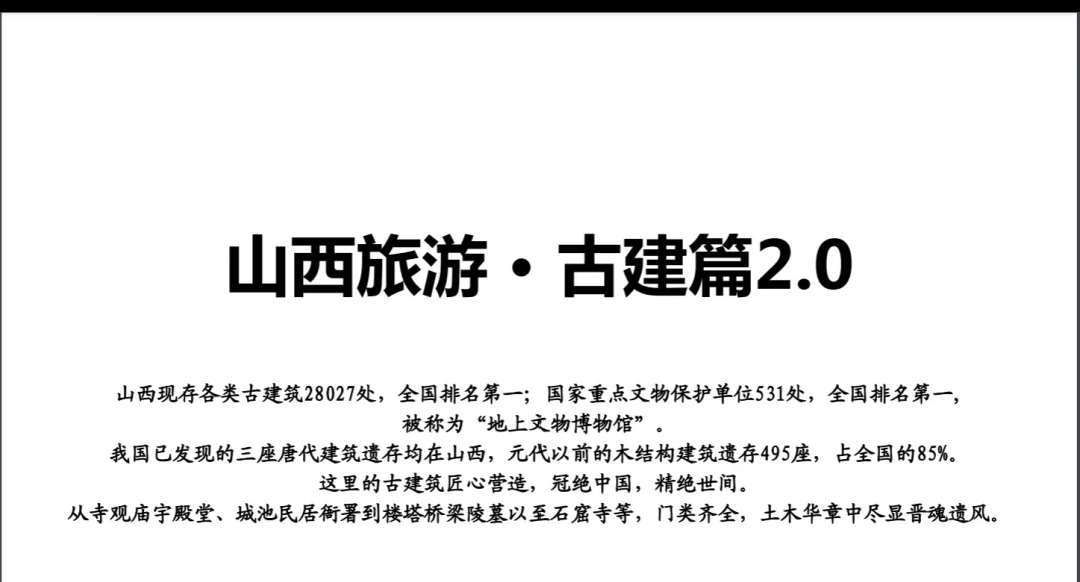 山西旅游·古建篇2.0
山西现存各类古建筑28027处，全国排名第一；国家重点文物保护单位531处，全国排名第一，
被称为“地上文物博物馆”。
我国已发现的三座唐代建筑遗存均在山西，元代以前的木结构建筑遗存495座，占全国的85%。
这里的古建筑匠心营造，冠绝中国，精绝世间。
从寺观庙宇殿堂、城池民居衙署到楼塔桥梁陵墓以至石窟寺等，门类齐全，土木华章中尽显晋魂遗风。